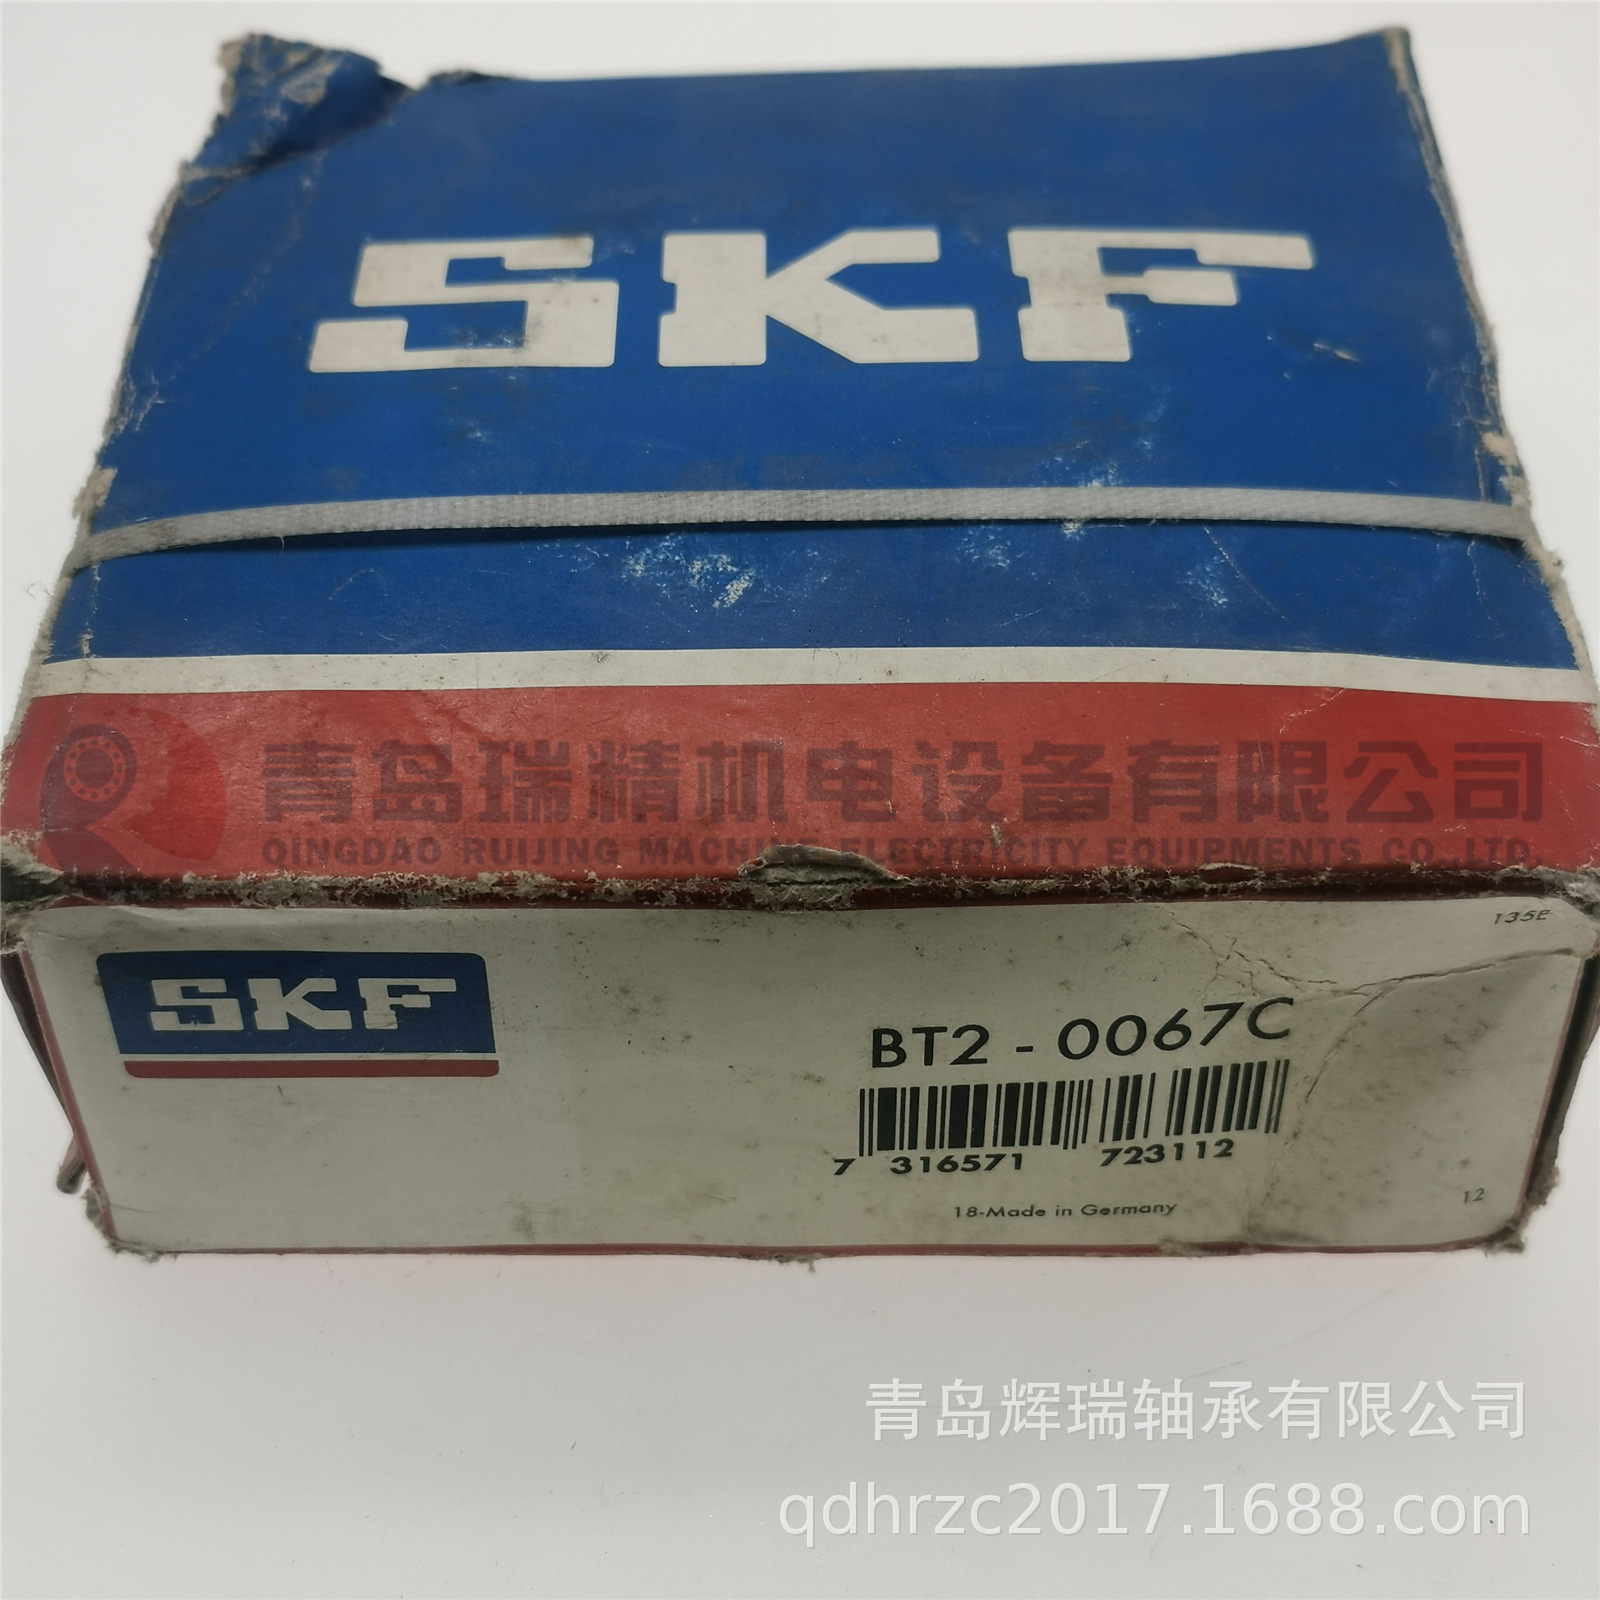 SKF
青岛瑞精机电设备有限公司
QINGDAO RUIJING MACHINE ELECTRICITY EQUIPMENTS CO.,LTD.
135E
SKF
BT2 - 0067C
7 316571 723112
18-Made in Germany
12
青岛辉瑞轴承有限公司
qdhrzc2017.1688.com